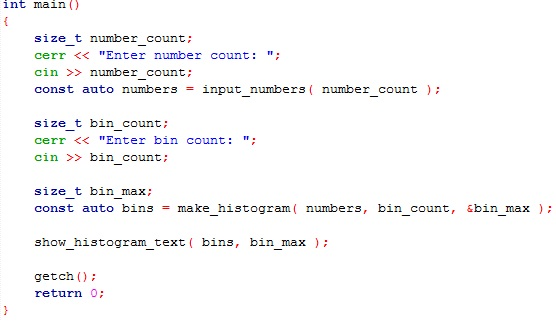 int main()
{
    size_t number_count;
    cerr << "Enter number count: ";
    cin >> number_count;
    const auto numbers = input_numbers( number_count );

    size_t bin_count;
    cerr << "Enter bin count: ";
    cin >> bin_count;

    size_t bin_max;
    const auto bins = make_histogram( numbers, bin_count, &bin_max );

    show_histogram_text( bins, bin_max );

    getch();
    return 0;
}